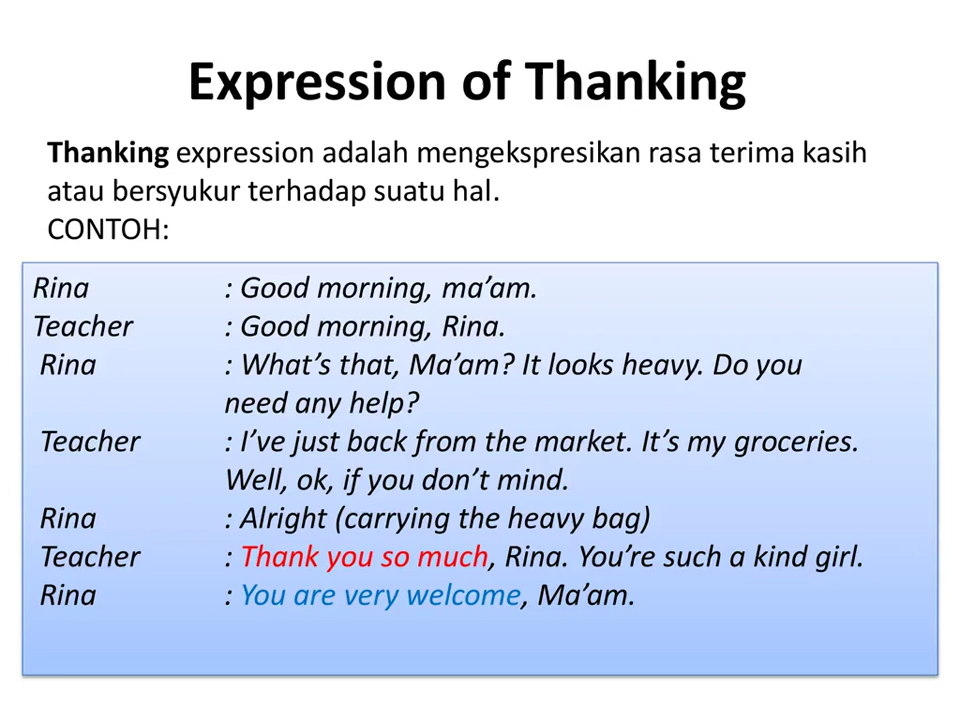 Expression of Thanking
Thanking expression adalah mengekspresikan rasa terima kasih
atau bersyukur terhadap suatu hal.
CONTOH:
Rina : Good morning, ma’am.
Teacher : Good morning, Rina.
Rina : What’s that, Ma’am? It looks heavy. Do you
need any help?
Teacher : I’ve just back from the market. It’s my groceries.
Well, ok, if you don’t mind.
Rina : Alright (carrying the heavy bag)
Teacher : Thank you so much, Rina. You’re such a kind girl.
Rina : You are very welcome, Ma’am.